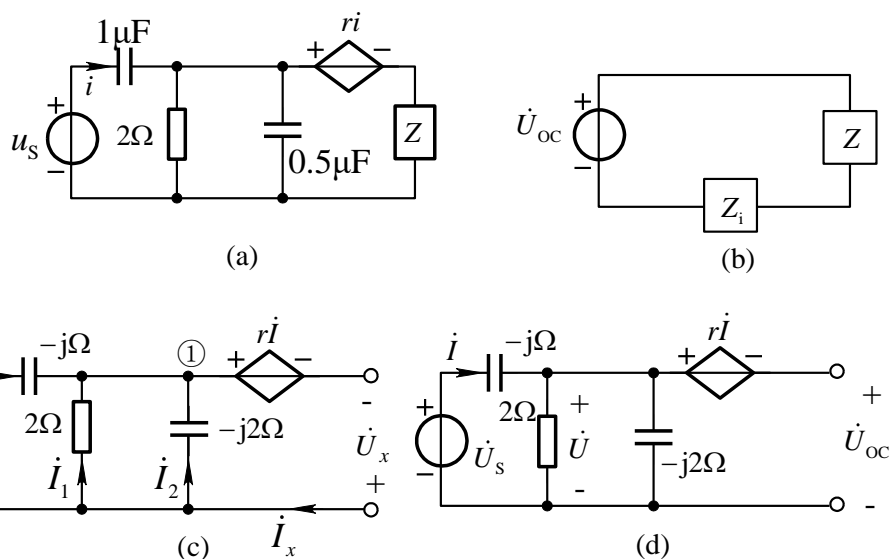 1μF
+ ri −
i
+
u_S
−
2Ω
0.5μF
Z
(a)
+
U̇_OC
−
Z
Z_i
(b)
−jΩ
①
rİ
+ −
2Ω
−j2Ω
İ_1
İ_2
-
U̇_x
+
İ_x
(c)
İ
−jΩ
rİ
+ −
+
U̇_S
−
2Ω
+
U̇
-
−j2Ω
+
U̇_OC
-
(d)